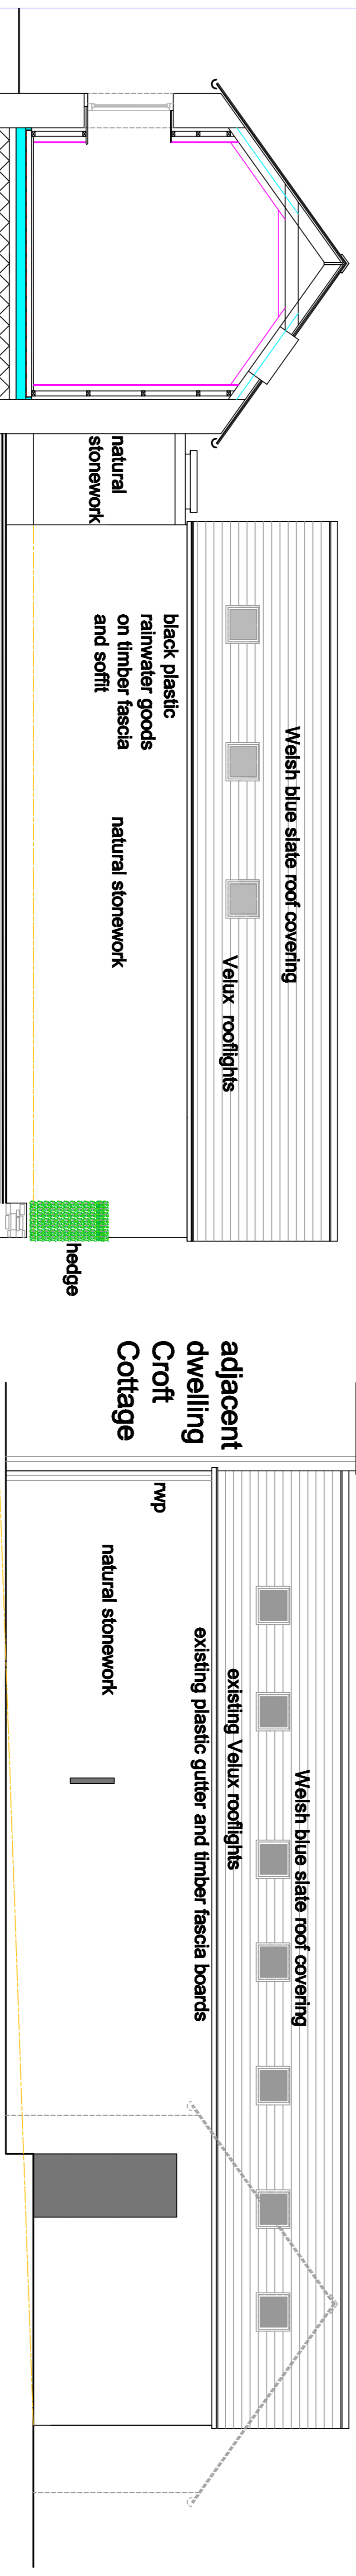 natural
stonework
black plastic
rainwater goods
on timber fascia
and soffit
natural stonework
Welsh blue slate roof covering
Velux rooflights
hedge
adjacent
dwelling
Croft
Cottage
rwp
natural stonework
existing plastic gutter and timber fascia boards
existing Velux rooflights
Welsh blue slate roof covering